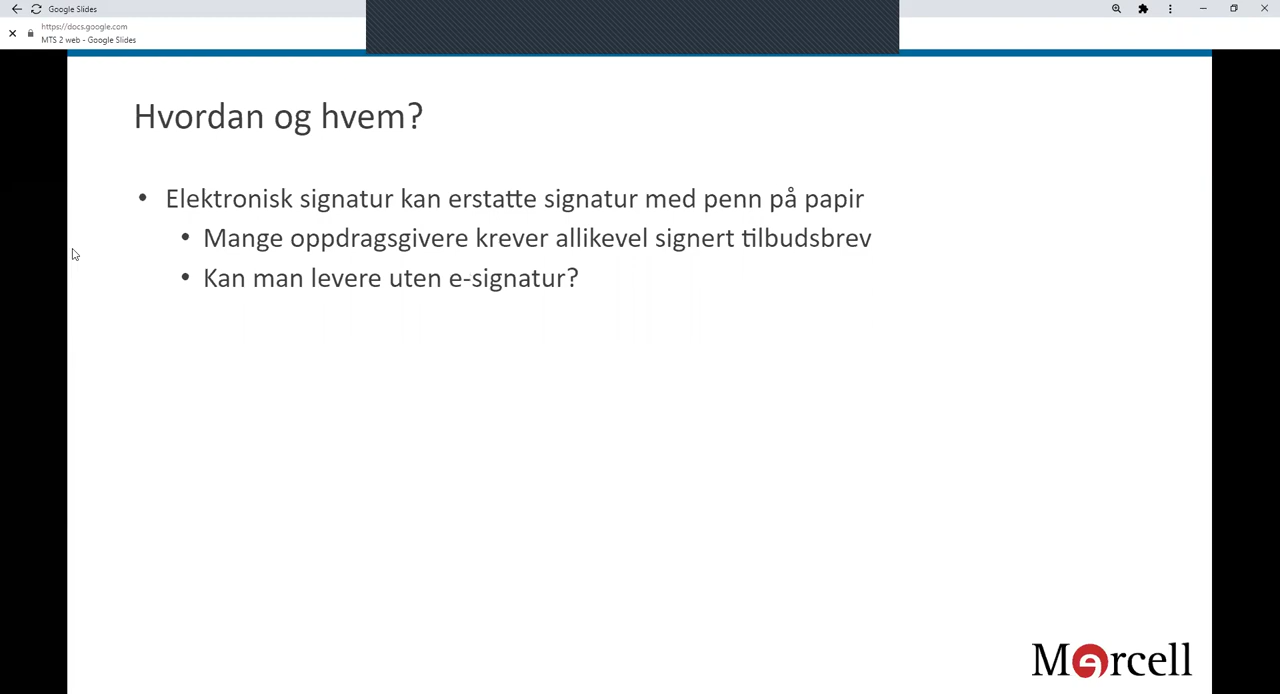 Google Slides
https://docs.google.com
MTS 2 web - Google Slides
Hvordan og hvem?
• Elektronisk signatur kan erstatte signatur med penn på papir
• Mange oppdragsgivere krever allikevel signert tilbudsbrev
• Kan man levere uten e-signatur?
Mercell